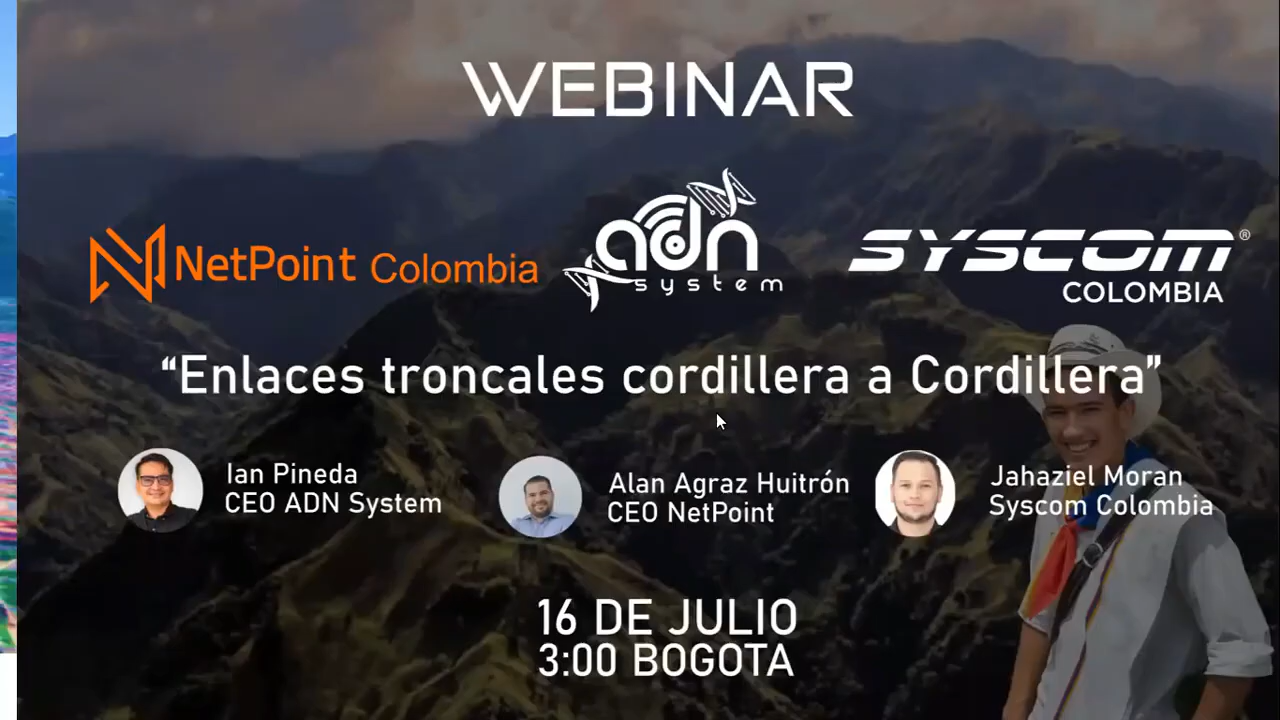 WEBINAR
NetPoint Colombia
adn
system
SYSCOM®
COLOMBIA
“Enlaces troncales cordillera a Cordillera”
Ian Pineda
CEO ADN System
Alan Agraz Huitrón
CEO NetPoint
Jahaziel Moran
Syscom Colombia
16 DE JULIO
3:00 BOGOTA